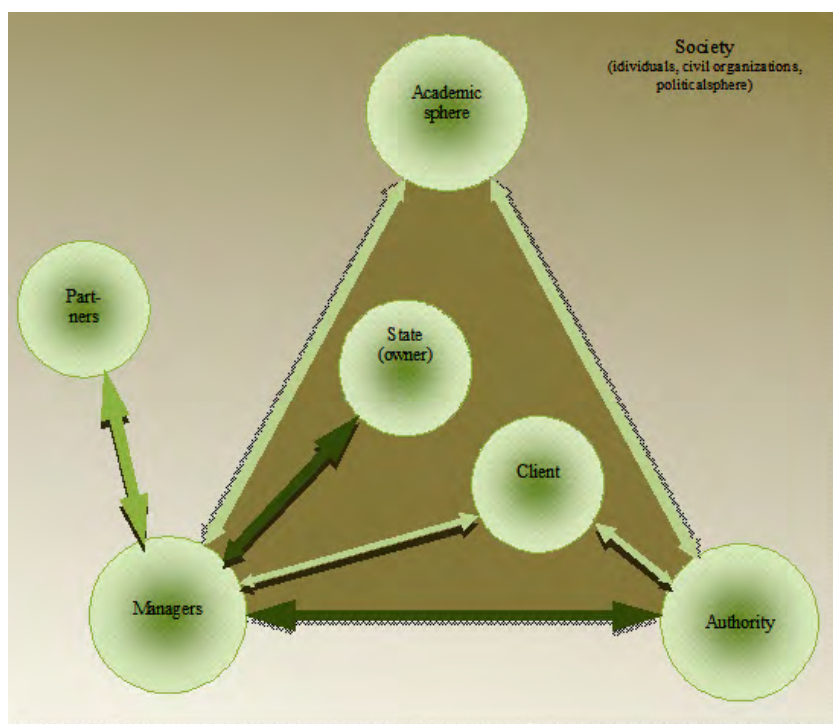 Society
(idividuals, civil organizations,
politicalsphere)
Academic
sphere
Part-
ners
State
(owner)
Client
Managers
Authority